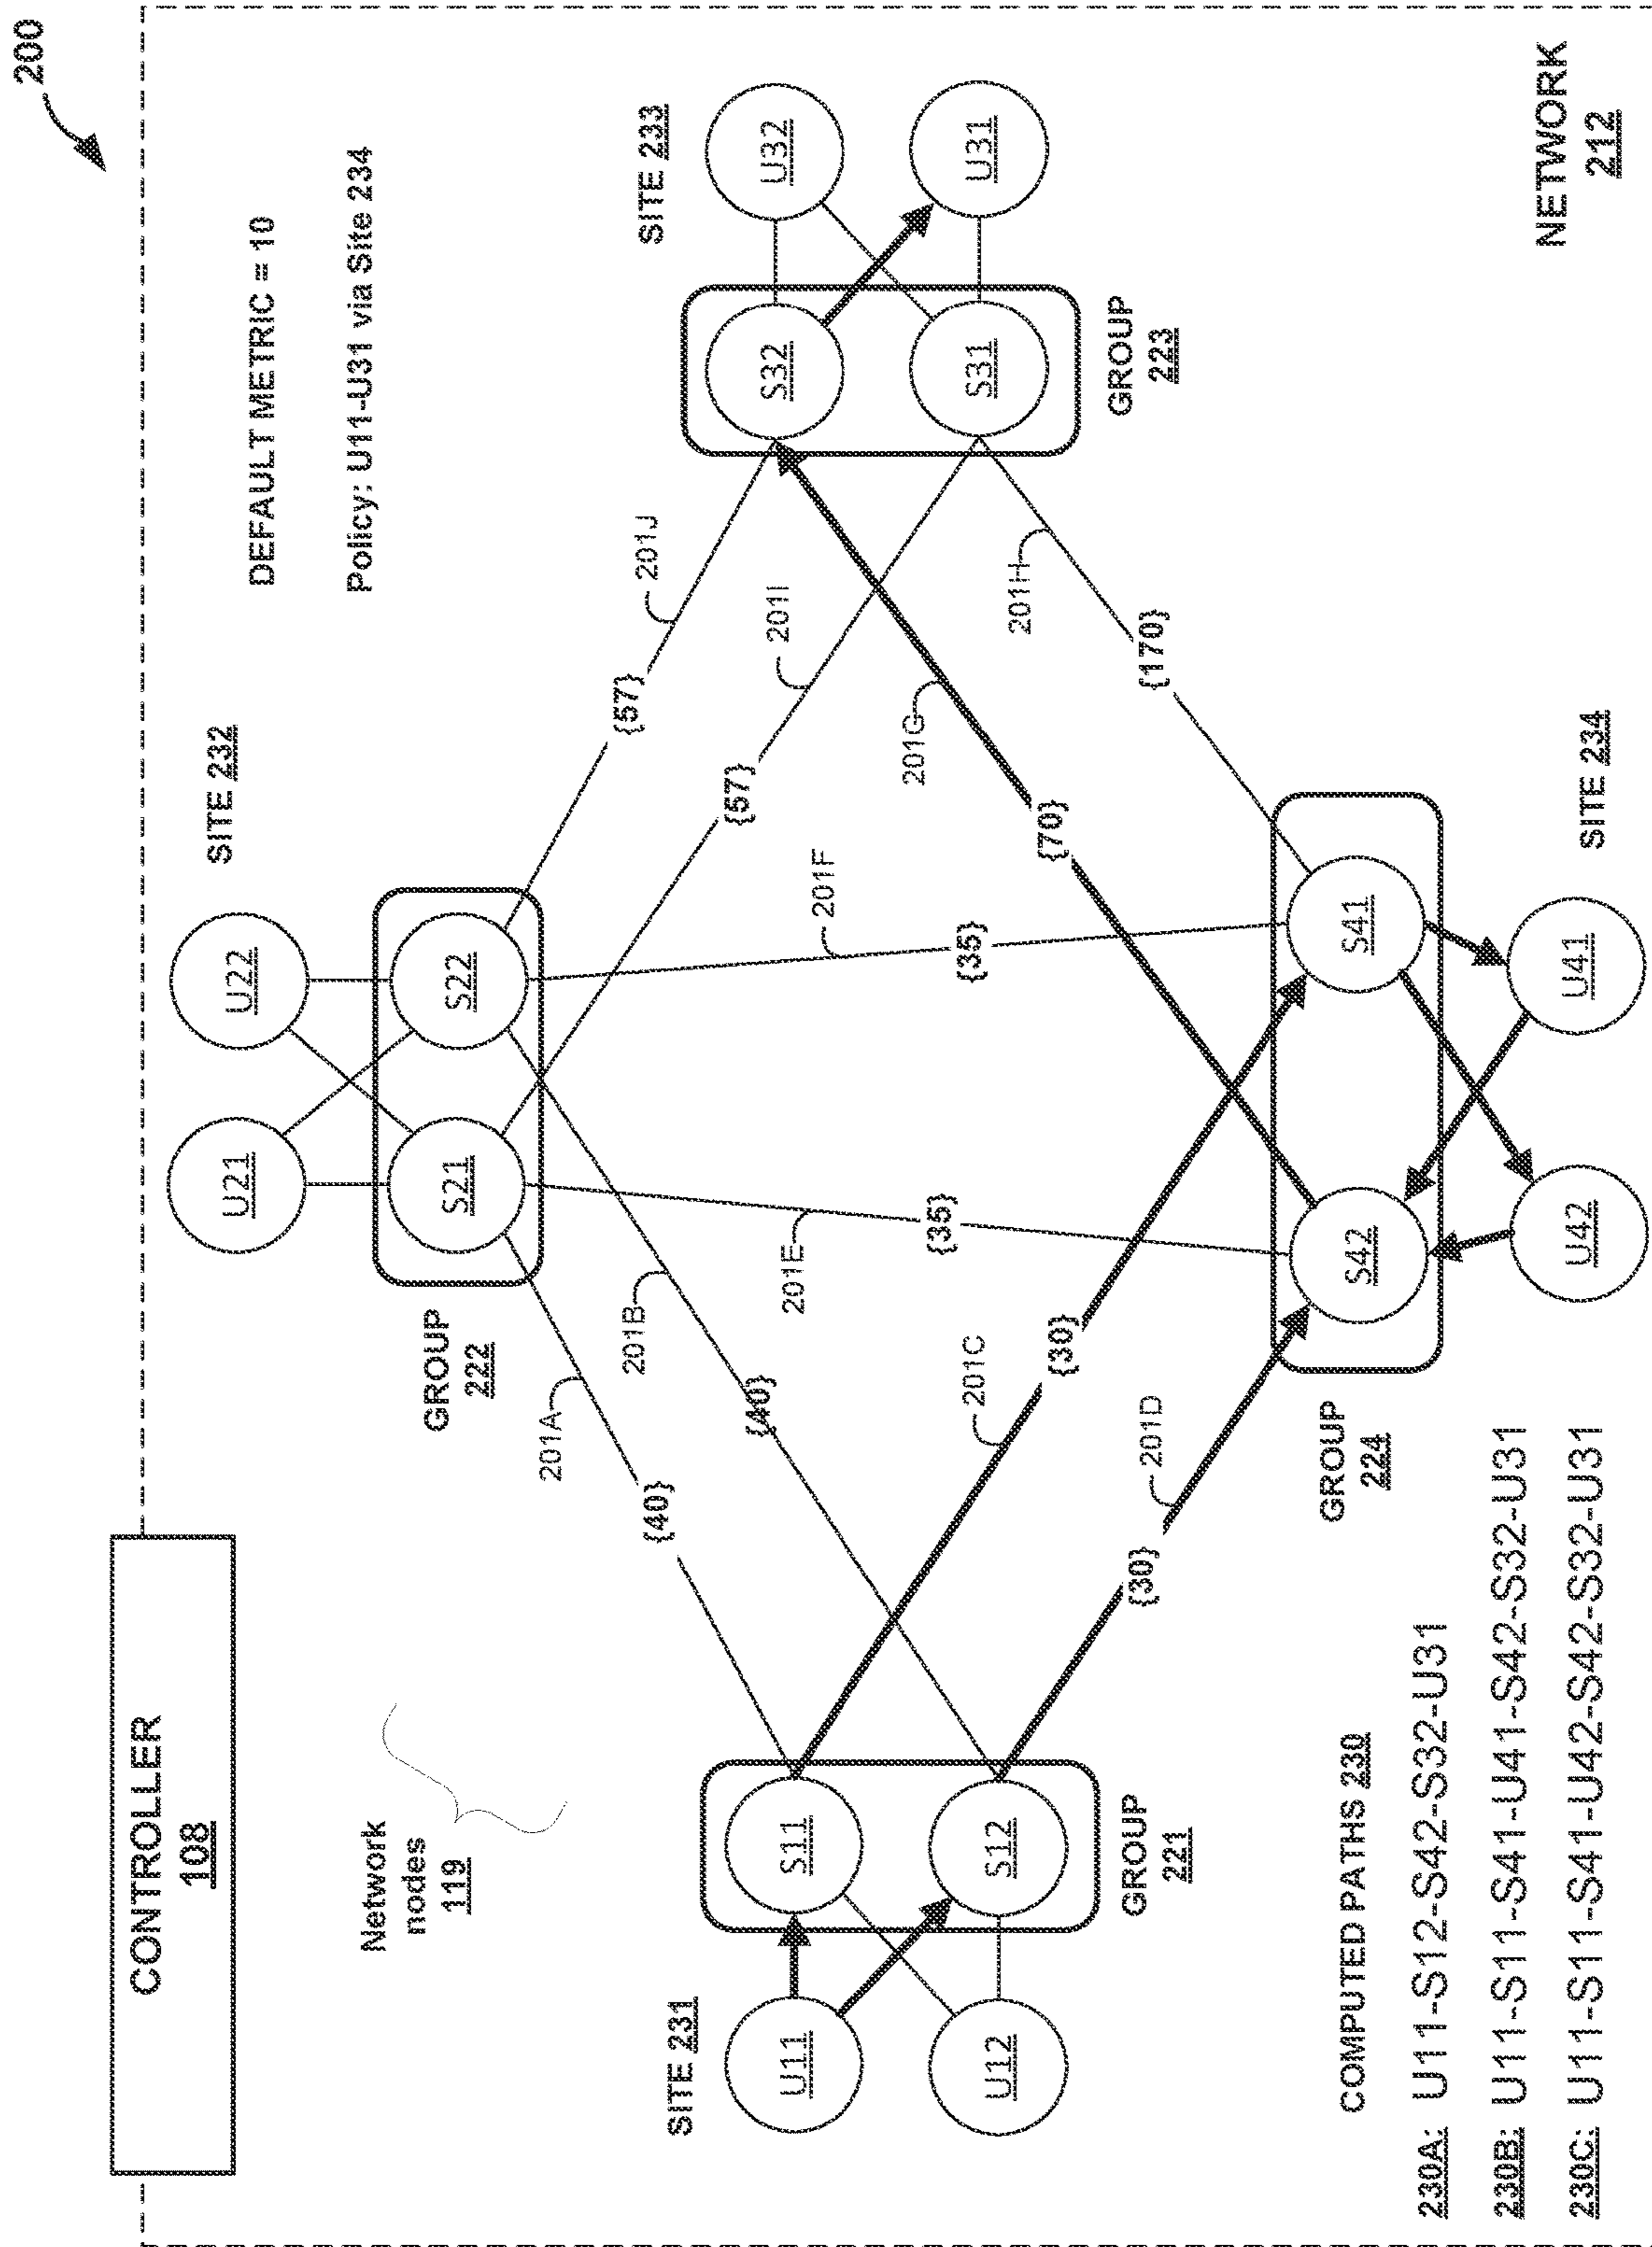 200
CONTROLLER
108
DEFAULT METRIC = 10
Policy: U11-U31 via Site 234
Network
nodes
119
SITE 232
U21
U22
S21
S22
GROUP
222
SITE 231
U11
U12
S11
S12
GROUP
221
SITE 233
S32
U32
S31
U31
GROUP
223
201A
{40}
201B
{40}
201C
{30}
201D
{30}
201E
{35}
201F
{35}
201G
{70}
201H
{170}
201I
{57}
201J
{57}
GROUP
224
S42
S41
U42
U41
SITE 234
COMPUTED PATHS 230
230A: U11-S12-S42-S32-U31
230B: U11-S11-S41-U41-S42-S32-U31
230C: U11-S11-S41-U42-S42-S32-U31
NETWORK
212